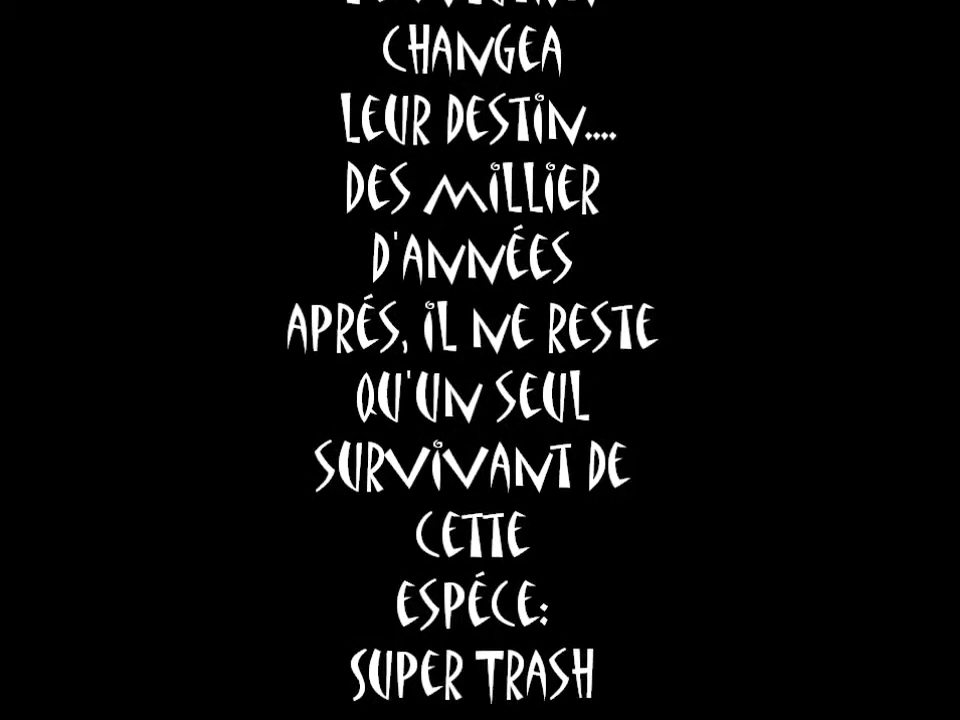 CHANGEA
LEUR DESTIN....
DES MILLIER
D'ANNÉES
APRÉS, IL NE RESTE
QU'UN SEUL
SURVIVANT DE
CETTE
ESPÉCE:
SUPER TRASH